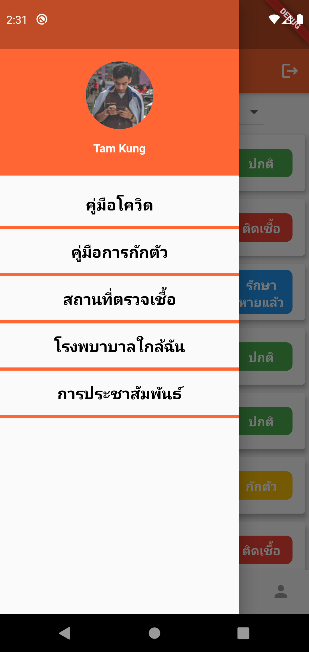 2:31
DEBUG
Tam Kung
คู่มือโควิด
คู่มือการกักตัว
สถานที่ตรวจเชื้อ
โรงพบาบาลใกล้ฉัน
การประชาสัมพันธ์
ปกติ
ติดเชื้อ
รักษา
หายแล้ว
ปกติ
ปกติ
กักตัว
ติดเชื้อ